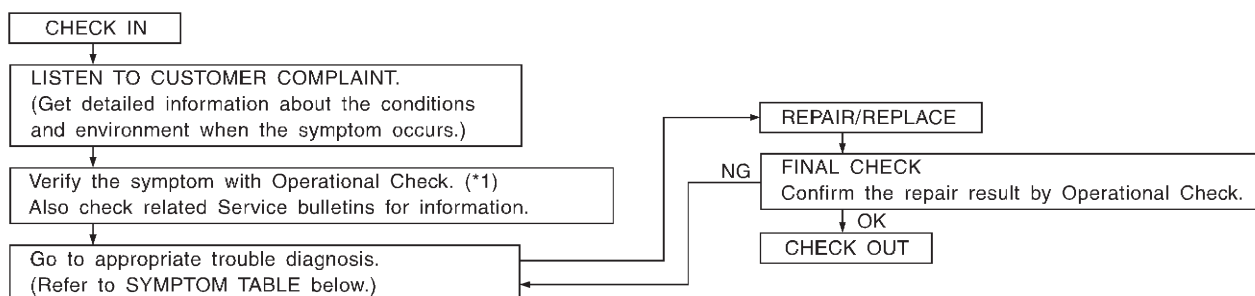 CHECK IN
LISTEN TO CUSTOMER COMPLAINT.
(Get detailed information about the conditions
and environment when the symptom occurs.)
Verify the symptom with Operational Check. (*1)
Also check related Service bulletins for information.
Go to appropriate trouble diagnosis.
(Refer to SYMPTOM TABLE below.)
REPAIR/REPLACE
NG
FINAL CHECK
Confirm the repair result by Operational Check.
OK
CHECK OUT